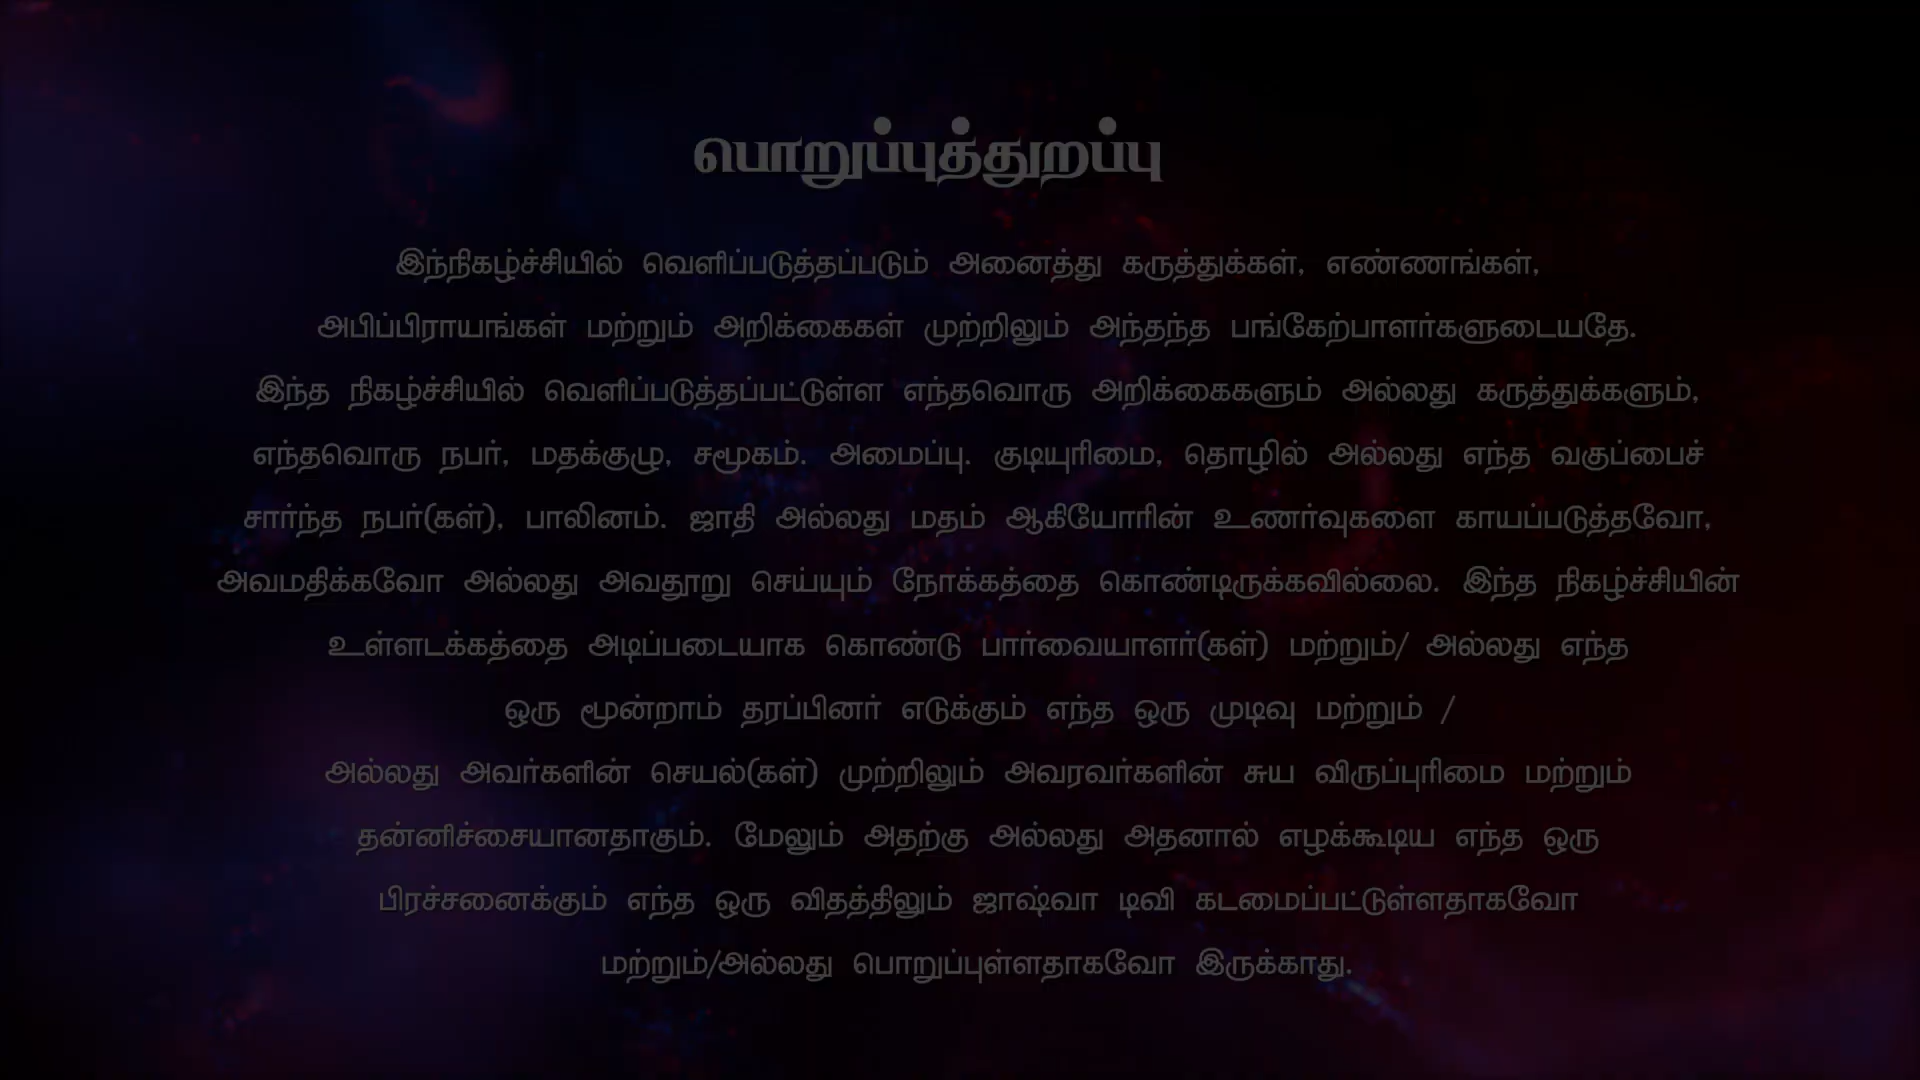 பொறுப்புத்துறப்பு
இந்நிகழ்ச்சியில் வெளிப்படுத்தப்படும் அனைத்து கருத்துக்கள், எண்ணங்கள்,
அபிப்பிராயங்கள் மற்றும் அறிக்கைகள் முற்றிலும் அந்தந்த பங்கேற்பாளர்களுடையதே.
இந்த நிகழ்ச்சியில் வெளிப்படுத்தப்பட்டுள்ள எந்தவொரு அறிக்கைகளும் அல்லது கருத்துக்களும்,
எந்தவொரு நபர், மதக்குழு, சமூகம். அமைப்பு. குடியுரிமை, தொழில் அல்லது எந்த வகுப்பைச்
சார்ந்த நபர்(கள்), பாலினம். ஜாதி அல்லது மதம் ஆகியோரின் உணர்வுகளை காயப்படுத்தவோ,
அவமதிக்கவோ அல்லது அவதூறு செய்யும் நோக்கத்தை கொண்டிருக்கவில்லை. இந்த நிகழ்ச்சியின்
உள்ளடக்கத்தை அடிப்படையாக கொண்டு பார்வையாளர்(கள்) மற்றும்/ அல்லது எந்த
ஒரு மூன்றாம் தரப்பினர் எடுக்கும் எந்த ஒரு முடிவு மற்றும் /
அல்லது அவர்களின் செயல்(கள்) முற்றிலும் அவரவர்களின் சுய விருப்புரிமை மற்றும்
தன்னிச்சையானதாகும். மேலும் அதற்கு அல்லது அதனால் எழக்கூடிய எந்த ஒரு
பிரச்சனைக்கும் எந்த ஒரு விதத்திலும் ஜாஷ்வா டிவி கடமைப்பட்டுள்ளதாகவோ
மற்றும்/அல்லது பொறுப்புள்ளதாகவோ இருக்காது.